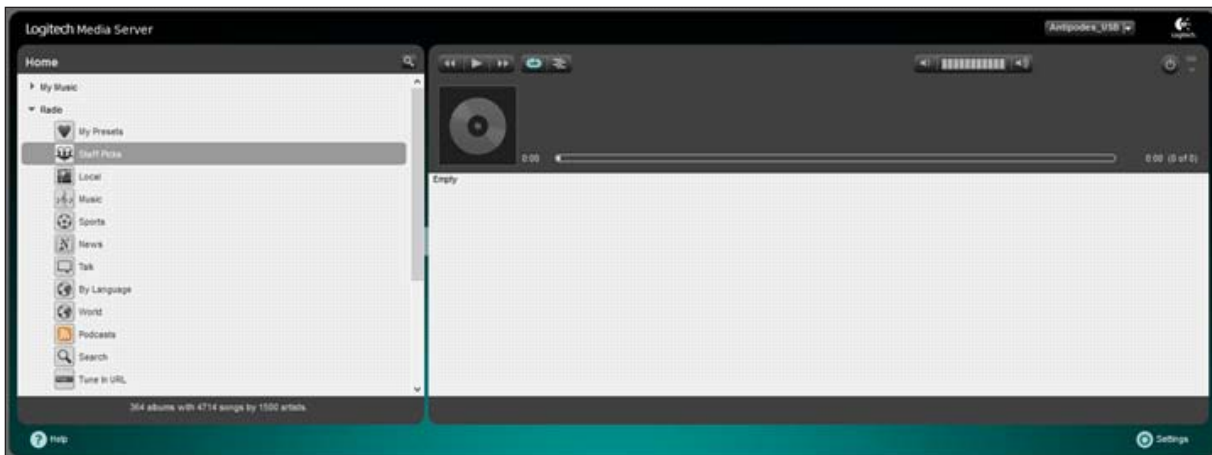 Logitech Media Server
Antipodes_USB
Logitech
Home
My Music
Radio
My Presets
Staff Picks
Local
Music
Sports
News
Talk
By Language
World
Podcasts
Search
Tune In URL
364 albums with 4714 songs by 1500 artists.
0:00
0:00 (0 of 0)
Empty
Help
Settings